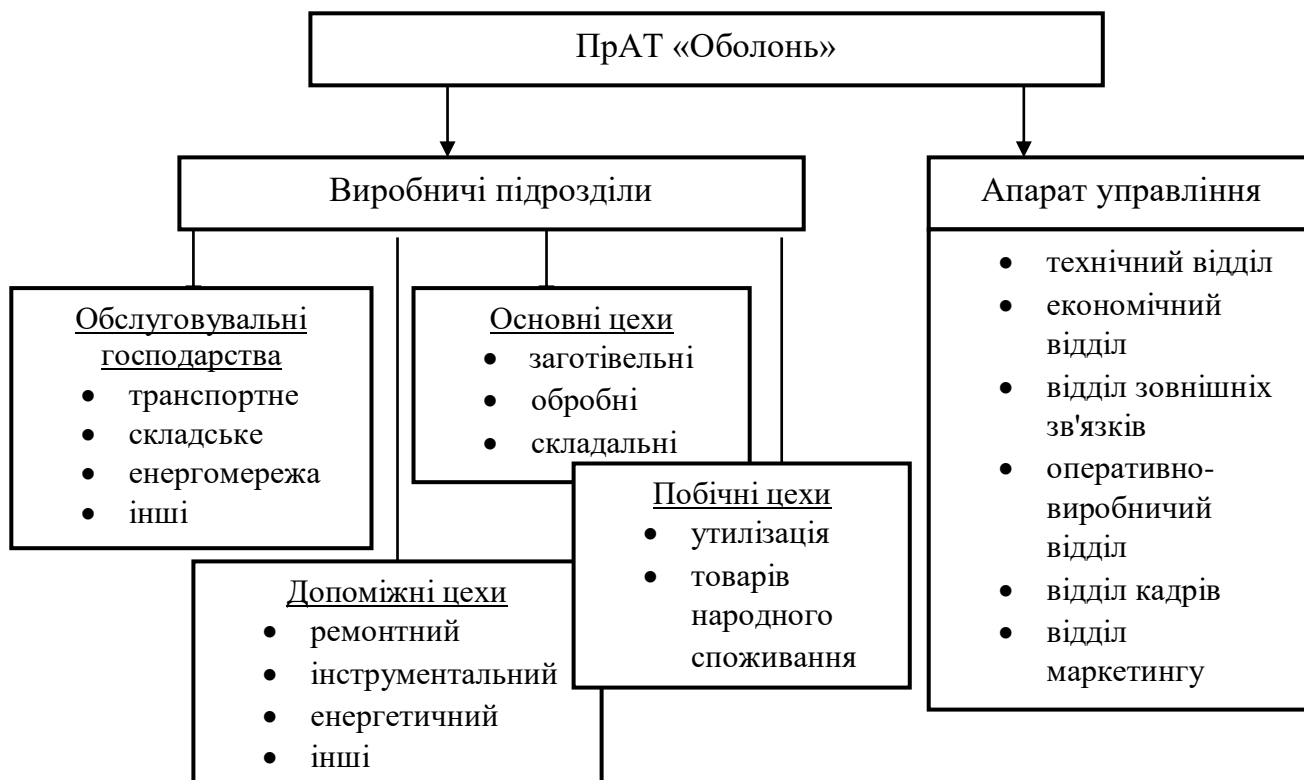 ПрАТ «Оболонь»
Виробничі підрозділи
Апарат управління
Обслуговувальні
господарства
• транспортне
• складське
• енергомережа
• інші
Основні цехи
• заготівельні
• обробні
• складальні
Побічні цехи
• утилізація
• товарів
народного
споживання
Допоміжні цехи
• ремонтний
• інструментальний
• енергетичний
• інші
• технічний відділ
• економічний
відділ
• відділ зовнішніх
зв'язків
• оперативно-
виробничий
відділ
• відділ кадрів
• відділ
маркетингу